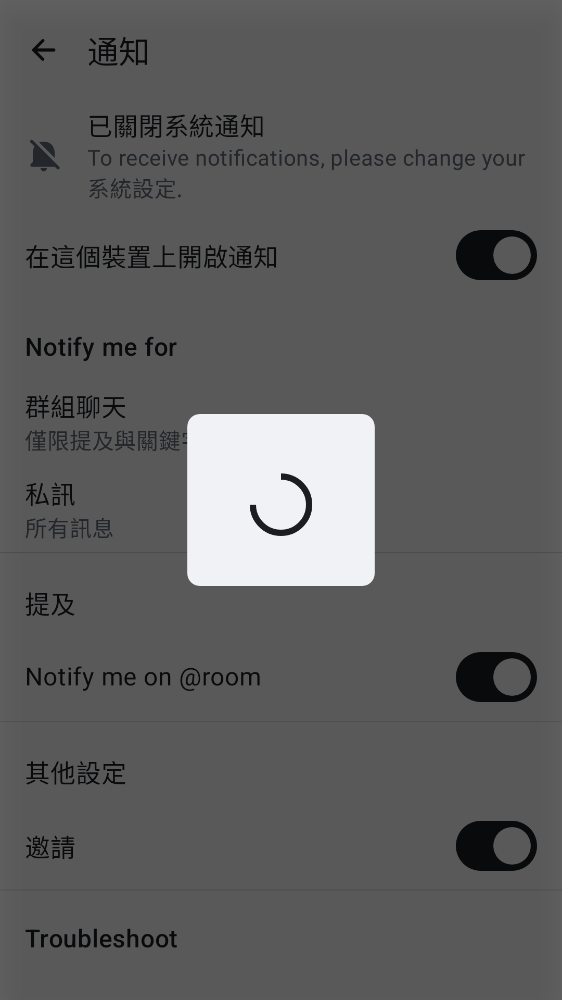 通知
已關閉系統通知
To receive notifications, please change your
系統設定.
在這個裝置上開啟通知
Notify me for
群組聊天
僅限提及與關鍵
私訊
所有訊息
提及
Notify me on @room
其他設定
邀請
Troubleshoot